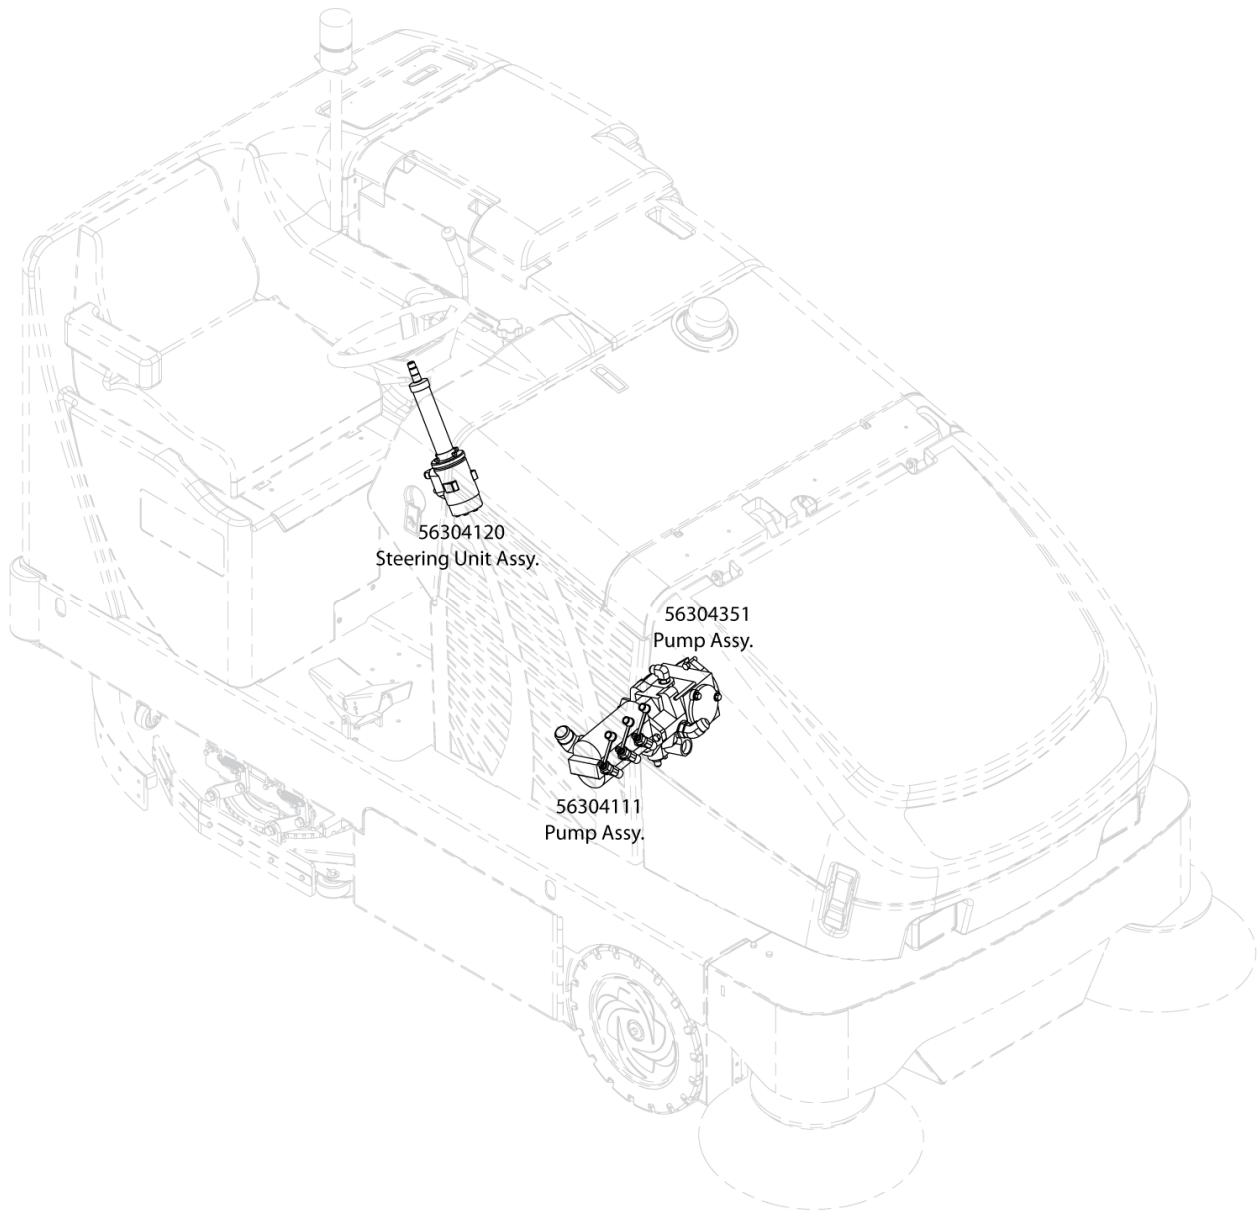 56304120
Steering Unit Assy.
56304351
Pump Assy.
56304111
Pump Assy.